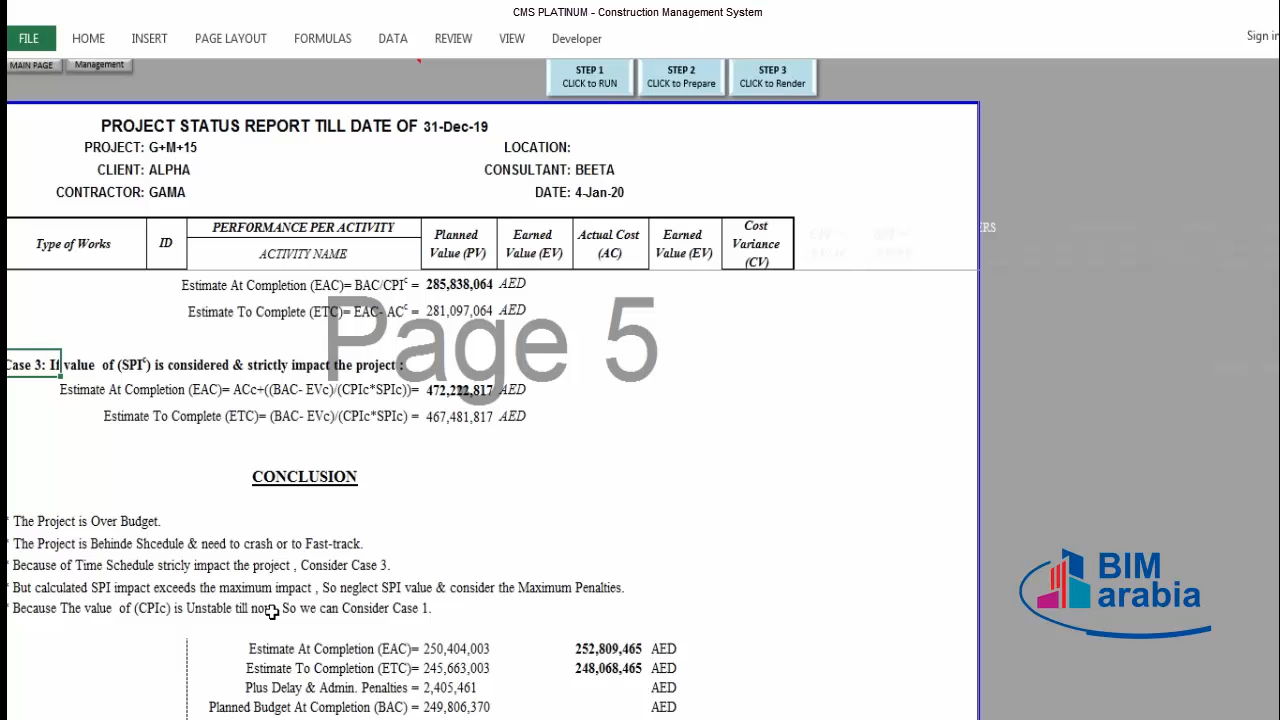 CMS PLATINUM - Construction Management System
FILE HOME INSERT PAGE LAYOUT FORMULAS DATA REVIEW VIEW Developer Sign in
MAIN PAGE Management
STEP 1 STEP 2 STEP 3
CLICK to RUN CLICK to Prepare CLICK to Render
PROJECT STATUS REPORT TILL DATE OF 31-Dec-19
PROJECT: G+M+15 LOCATION:
CLIENT: ALPHA CONSULTANT: BEETA
CONTRACTOR: GAMA DATE: 4-Jan-20
Type of Works ID PERFORMANCE PER ACTIVITY ACTIVITY NAME Planned Value (PV) Earned Value (EV) Actual Cost (AC) Earned Value (EV) Cost Variance (CV)
Estimate At Completion (EAC)= BAC/CPIᶜ = 285,838,064 AED
Estimate To Complete (ETC)= EAC- ACᶜ = 281,097,064 AED
Page 5
Case 3: If value of (SPIᶜ) is considered & strictly impact the project :
Estimate At Completion (EAC)= ACc+((BAC- EVc)/(CPIc*SPIc))= 472,222,817 AED
Estimate To Complete (ETC)= (BAC- EVc)/(CPIc*SPIc) = 467,481,817 AED
CONCLUSION
* The Project is Over Budget.
* The Project is Behinde Shcedule & need to crash or to Fast-track.
* Because of Time Schedule stricly impact the project , Consider Case 3.
* But calculated SPI impact exceeds the maximum impact , So neglect SPI value & consider the Maximum Penalties.
* Because The value of (CPIc) is Unstable till now, So we can Consider Case 1.
Estimate At Completion (EAC)= 250,404,003 252,809,465 AED
Estimate To Completion (ETC)= 245,663,003 248,068,465 AED
Plus Delay & Admin. Penalties = 2,405,461 AED
Planned Budget At Completion (BAC) = 249,806,370 AED
BIM
arabia